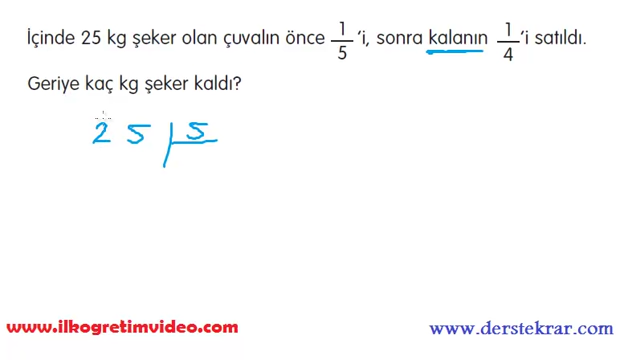 İçinde 25 kg şeker olan çuvalın önce 1/5 'i, sonra kalanın 1/4 'i satıldı.
Geriye kaç kg şeker kaldı?
25 | 5
www.ilkogretimvideo.com
www.derstekrar.com